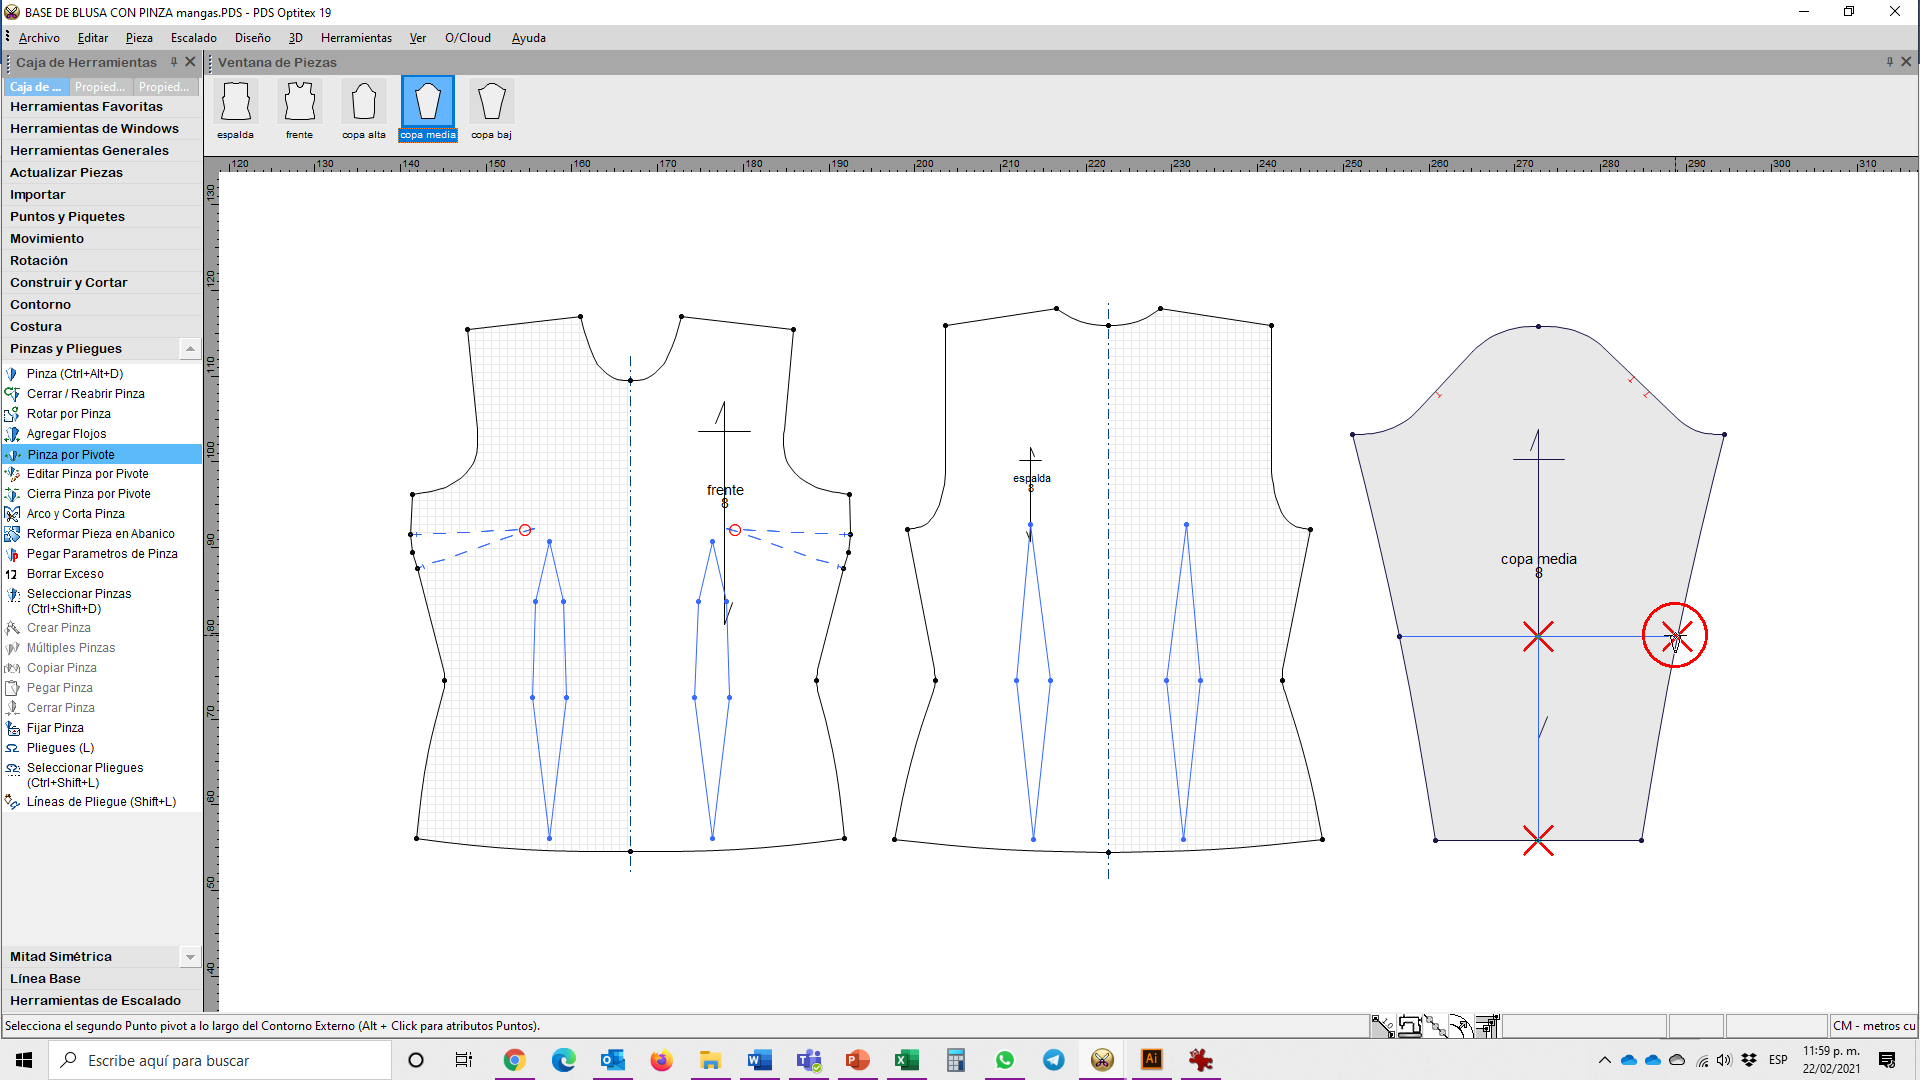 BASE DE BLUSA CON PINZA mangas.PDS - PDS Optitex 19
Archivo Editar Pieza Escalado Diseño 3D Herramientas Ver O/Cloud Ayuda
Caja de Herramientas
Ventana de Piezas
Caja de ... Propied... Propied...
Herramientas Favoritas
Herramientas de Windows
Herramientas Generales
Actualizar Piezas
Importar
Puntos y Piquetes
Movimiento
Rotación
Construir y Cortar
Contorno
Costura
Pinzas y Pliegues
Pinza (Ctrl+Alt+D)
Cerrar / Reabrir Pinza
Rotar por Pinza
Agregar Flojos
Pinza por Pivote
Editar Pinza por Pivote
Cierra Pinza por Pivote
Arco y Corta Pinza
Reformar Pieza en Abanico
Pegar Parametros de Pinza
Borrar Exceso
Seleccionar Pinzas
(Ctrl+Shift+D)
Crear Pinza
Múltiples Pinzas
Copiar Pinza
Pegar Pinza
Cerrar Pinza
Fijar Pinza
Pliegues (L)
Seleccionar Pliegues
(Ctrl+Shift+L)
Líneas de Pliegue (Shift+L)
Mitad Simétrica
Línea Base
Herramientas de Escalado
espalda frente copa alta copa media copa baj
120 130 140 150 160 170 180 190 200 210 220 230 240 250 260 270 280 290 300 310
130
120
110
100
90
80
70
60
50
40
frente
8
espalda
8
copa media
8
Selecciona el segundo Punto pivot a lo largo del Contorno Externo (Alt + Click para atributos Puntos).
CM - metros cu
Escribe aquí para buscar
ESP
11:59 p. m.
22/02/2021